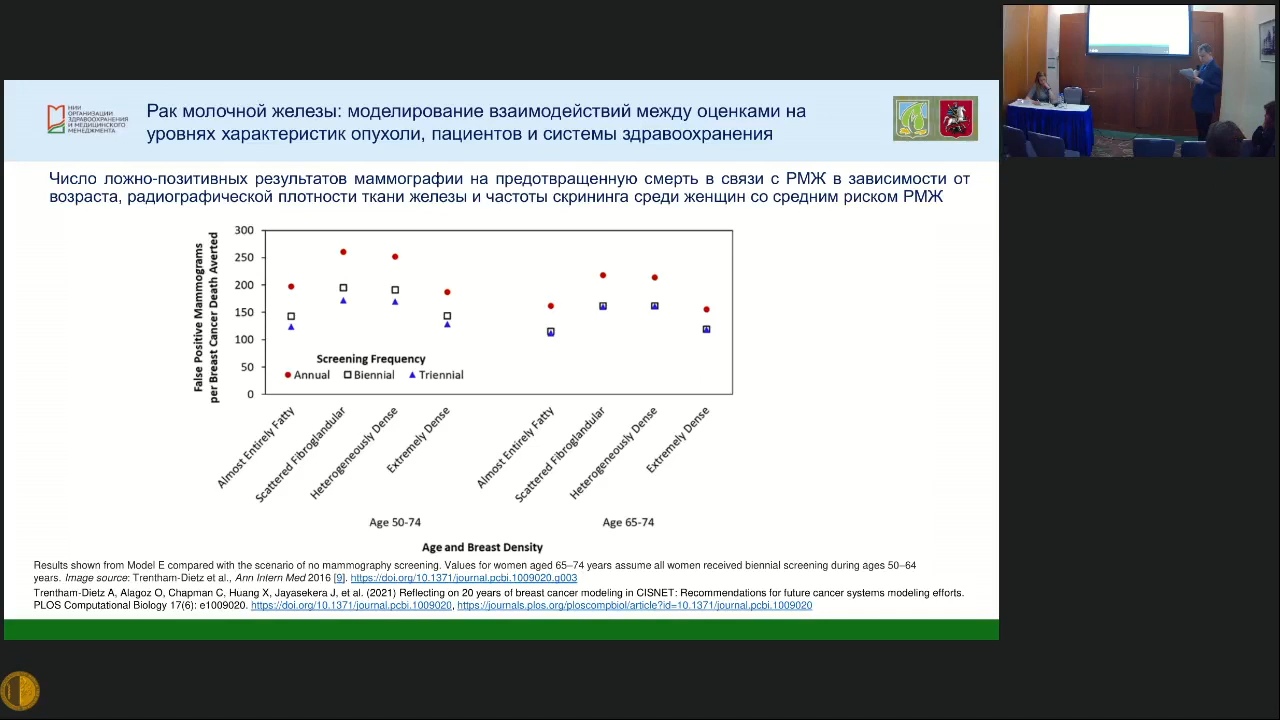 НИИ
ОРГАНИЗАЦИИ
ЗДРАВООХРАНЕНИЯ
И МЕДИЦИНСКОГО
МЕНЕДЖМЕНТА
Рак молочной железы: моделирование взаимодействий между оценками на
уровнях характеристик опухоли, пациентов и системы здравоохранения
Число ложно-позитивных результатов маммографии на предотвращенную смерть в связи с РМЖ в зависимости от
возраста, радиографической плотности ткани железы и частоты скрининга среди женщин со средним риском РМЖ
False Positive Mammograms
per Breast Cancer Death Averted
300
250
200
150
100
50
0
Screening Frequency
Annual Biennial Triennial
Almost Entirely Fatty
Scattered Fibroglandular
Heterogeneously Dense
Extremely Dense
Almost Entirely Fatty
Scattered Fibroglandular
Heterogeneously Dense
Extremely Dense
Age 50-74 Age 65-74
Age and Breast Density
Results shown from Model E compared with the scenario of no mammography screening. Values for women aged 65–74 years assume all women received biennial screening during ages 50–64
years. Image source: Trentham-Dietz et al., Ann Intern Med 2016 [9]. https://doi.org/10.1371/journal.pcbi.1009020.g003
Trentham-Dietz A, Alagoz O, Chapman C, Huang X, Jayasekera J, et al. (2021) Reflecting on 20 years of breast cancer modeling in CISNET: Recommendations for future cancer systems modeling efforts.
PLOS Computational Biology 17(6): e1009020. https://doi.org/10.1371/journal.pcbi.1009020, https://journals.plos.org/ploscompbiol/article?id=10.1371/journal.pcbi.1009020